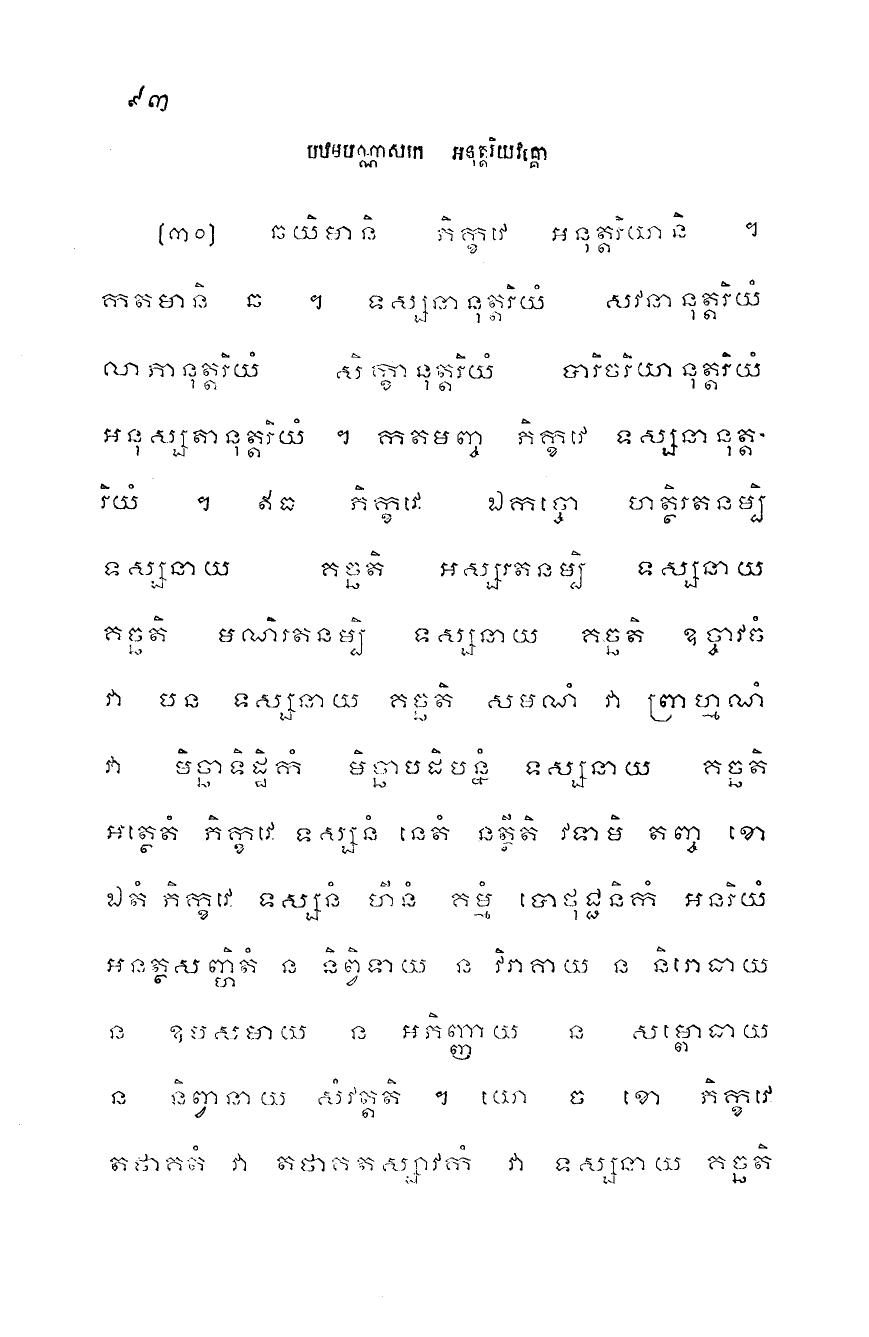 ៩៣
បឋមបណ្ណាសកេ អនុត្តរិយវគ្គោ
[៣០] ឆយិមានិ ភិក្ខវេ អនុត្តរិយានិ ។
កតមានិ ឆ ។ ទស្សនានុត្តរិយំ សវនានុត្តរិយំ
លាភានុត្តរិយំ សិក្ខានុត្តរិយំ បារិចរិយានុត្តរិយំ
អនុស្សតានុត្តរិយំ ។ កតមញ្ច ភិក្ខវេ ទស្សនានុត្ត-
រិយំ ។ ឥធ ភិក្ខវេ ឯកច្ចោ ហត្ថិរតនម្បិ
ទស្សនាយ គច្ឆតិ អស្សរតនម្បិ ទស្សនាយ
គច្ឆតិ មណិរតនម្បិ ទស្សនាយ គច្ឆតិ ឧច្ចាវចំ
វា បន ទស្សនាយ គច្ឆតិ សមណំ វា ព្រាហ្មណំ
វា មិច្ឆាទិដ្ឋិកំ មិច្ឆាបដិបន្នំ ទស្សនាយ គច្ឆតិ
អត្ថេតំ ភិក្ខវេ ទស្សនំ នេតំ នត្ថីតិ វទាមិ តញ្ច ខោ
ឯតំ ភិក្ខវេ ទស្សនំ ហីនំ គម្មំ បោថុជ្ជនិកំ អនរិយំ
អនត្ថសញ្ហិតំ ន និព្វិទាយ ន វិរាគាយ ន និរោធាយ
ន ឧបសមាយ ន អភិញ្ញាយ ន សម្ពោធាយ
ន និព្វានាយ សំវត្តតិ ។ យោ ច ខោ ភិក្ខវេ
តថាគតំ វា តថាគតស្សាវកំ វា ទស្សនាយ គច្ឆតិ